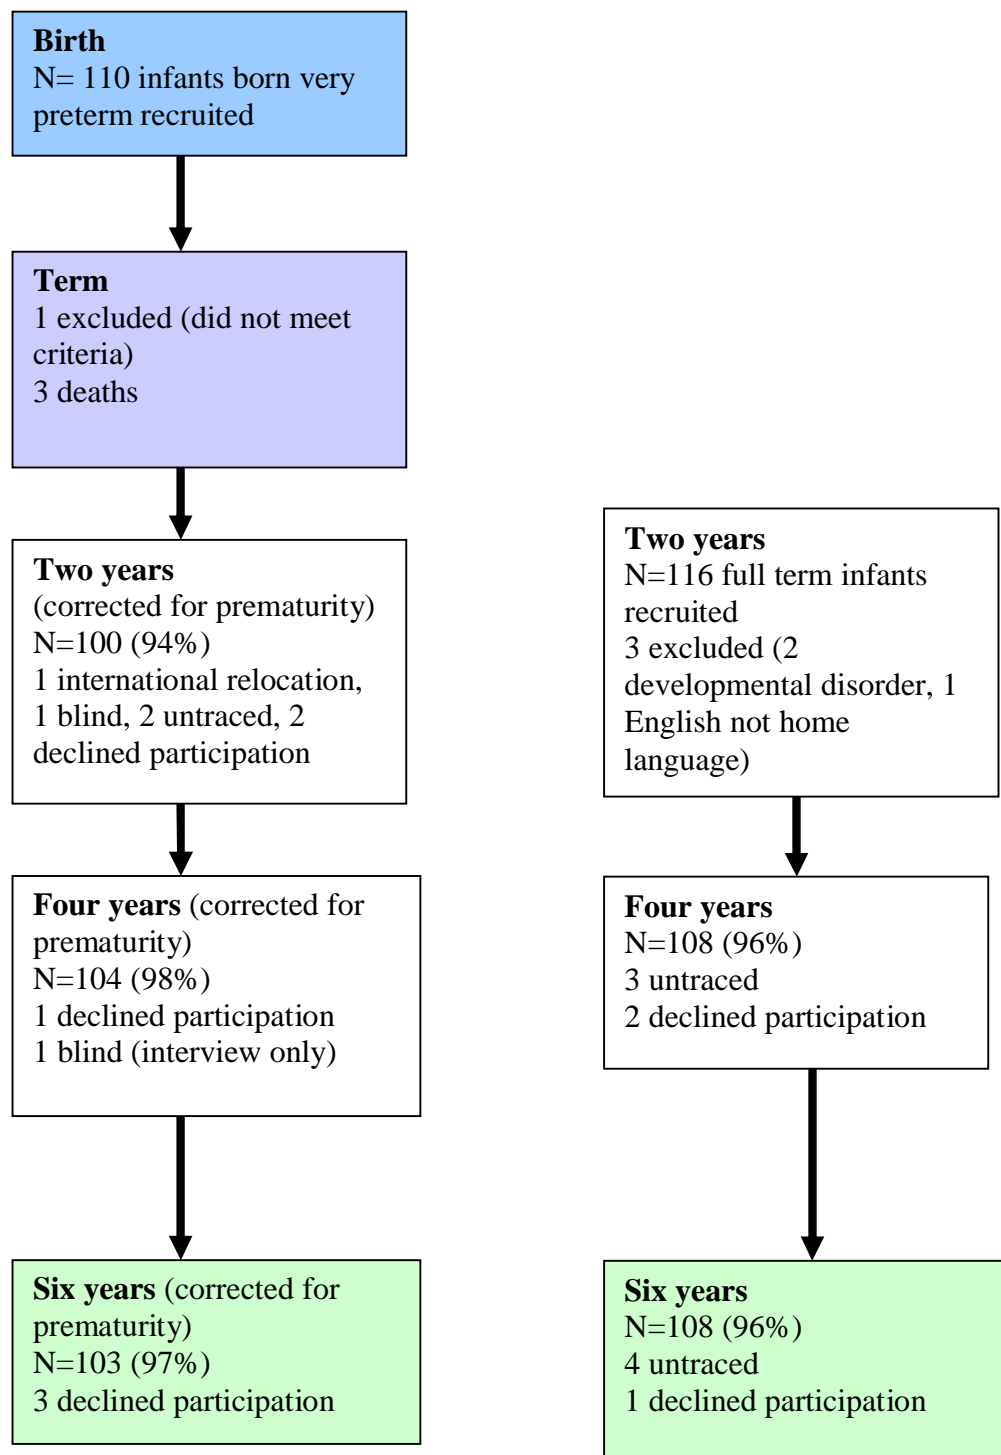 Birth
N= 110 infants born very
preterm recruited
Term
1 excluded (did not meet
criteria)
3 deaths
Two years
(corrected for prematurity)
N=100 (94%)
1 international relocation,
1 blind, 2 untraced, 2
declined participation
Four years (corrected for
prematurity)
N=104 (98%)
1 declined participation
1 blind (interview only)
Six years (corrected for
prematurity)
N=103 (97%)
3 declined participation
Two years
N=116 full term infants
recruited
3 excluded (2
developmental disorder, 1
English not home
language)
Four years
N=108 (96%)
3 untraced
2 declined participation
Six years
N=108 (96%)
4 untraced
1 declined participation